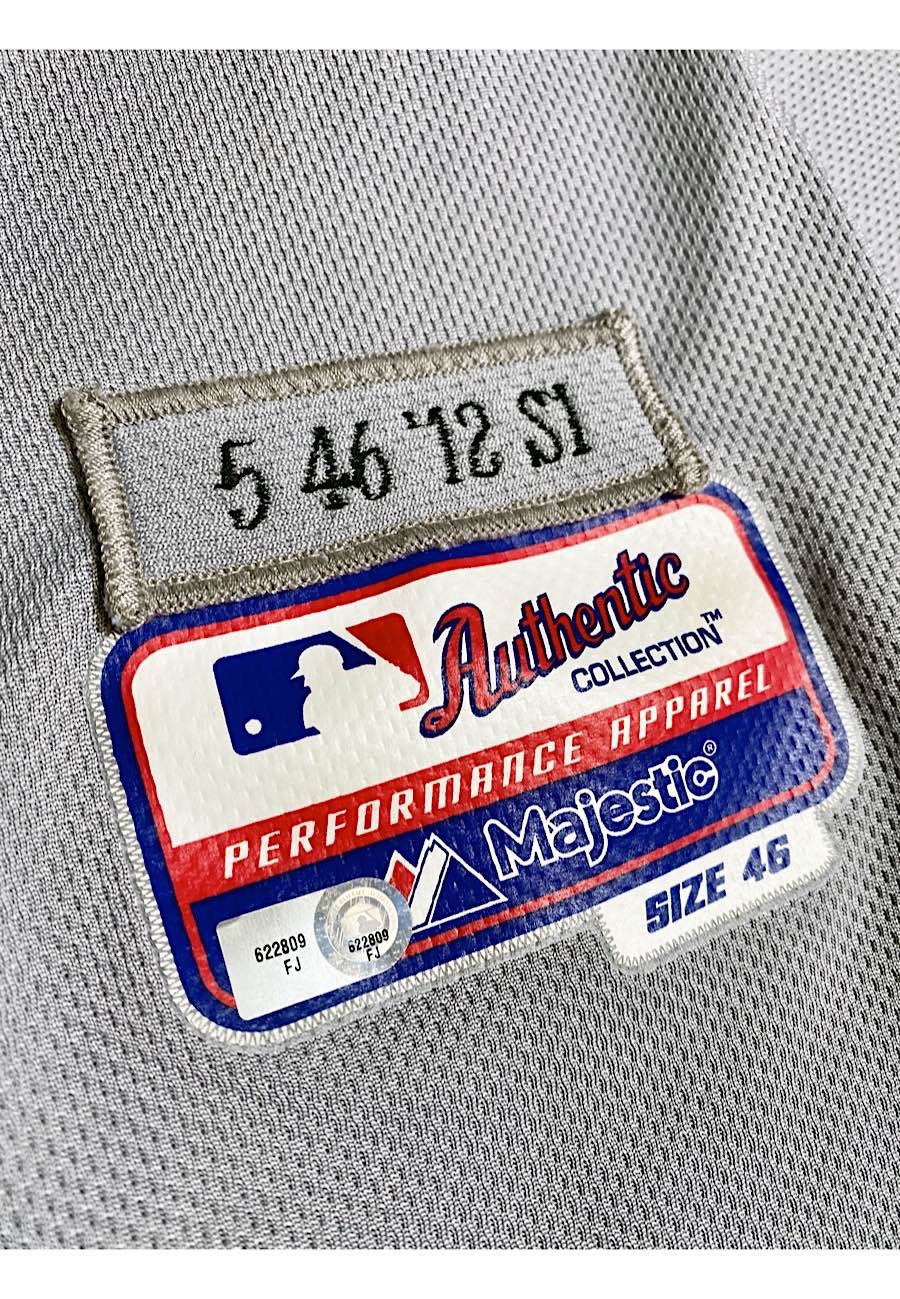 5 46 '12 S1
Authentic
COLLECTION™
PERFORMANCE APPAREL
Majestic®
SIZE 46
622809
FJ
622809
FJ